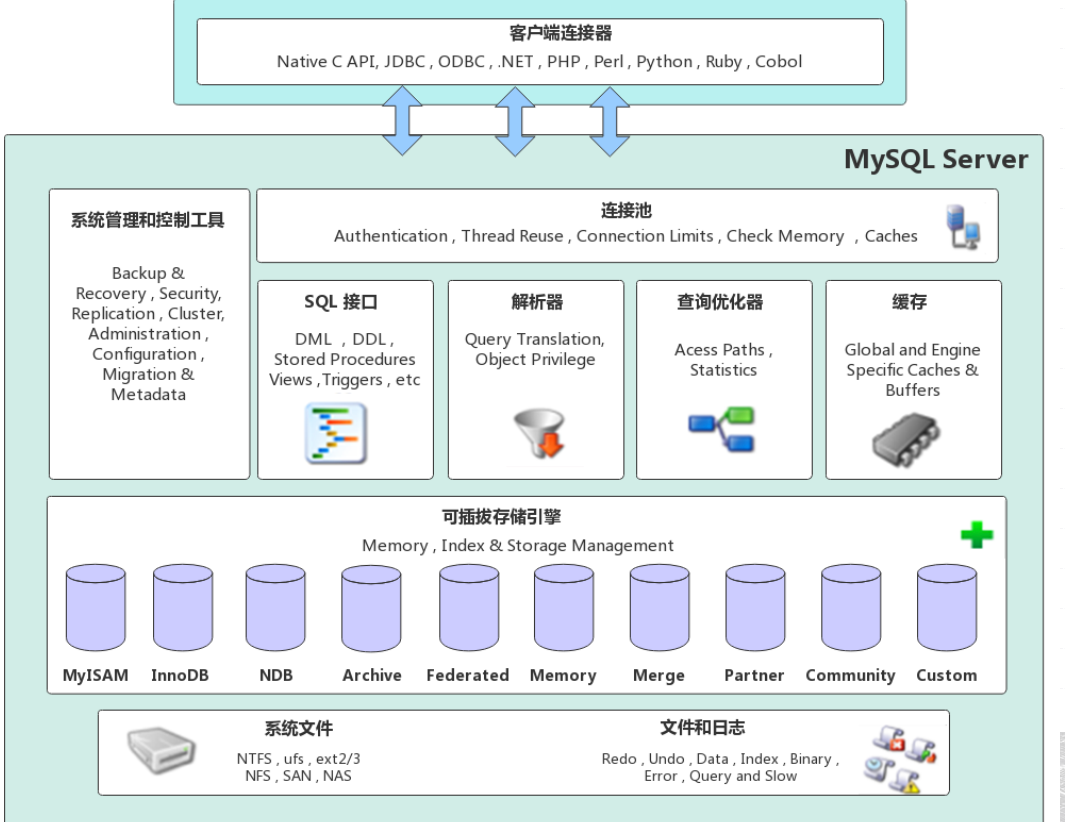 客户端连接器
Native C API, JDBC , ODBC , .NET , PHP , Perl , Python , Ruby , Cobol
MySQL Server
系统管理和控制工具
Backup &
Recovery , Security,
Replication , Cluster,
Administration ,
Configuration ,
Migration &
Metadata
连接池
Authentication , Thread Reuse , Connection Limits , Check Memory , Caches
SQL 接口
DML , DDL ,
Stored Procedures
Views ,Triggers , etc
解析器
Query Translation,
Object Privilege
查询优化器
Acess Paths ,
Statistics
缓存
Global and Engine
Specific Caches &
Buffers
可插拔存储引擎
Memory , Index & Storage Management
MyISAM InnoDB NDB Archive Federated Memory Merge Partner Community Custom
系统文件
NTFS , ufs , ext2/3
NFS , SAN , NAS
文件和日志
Redo , Undo , Data , Index , Binary ,
Error , Query and Slow